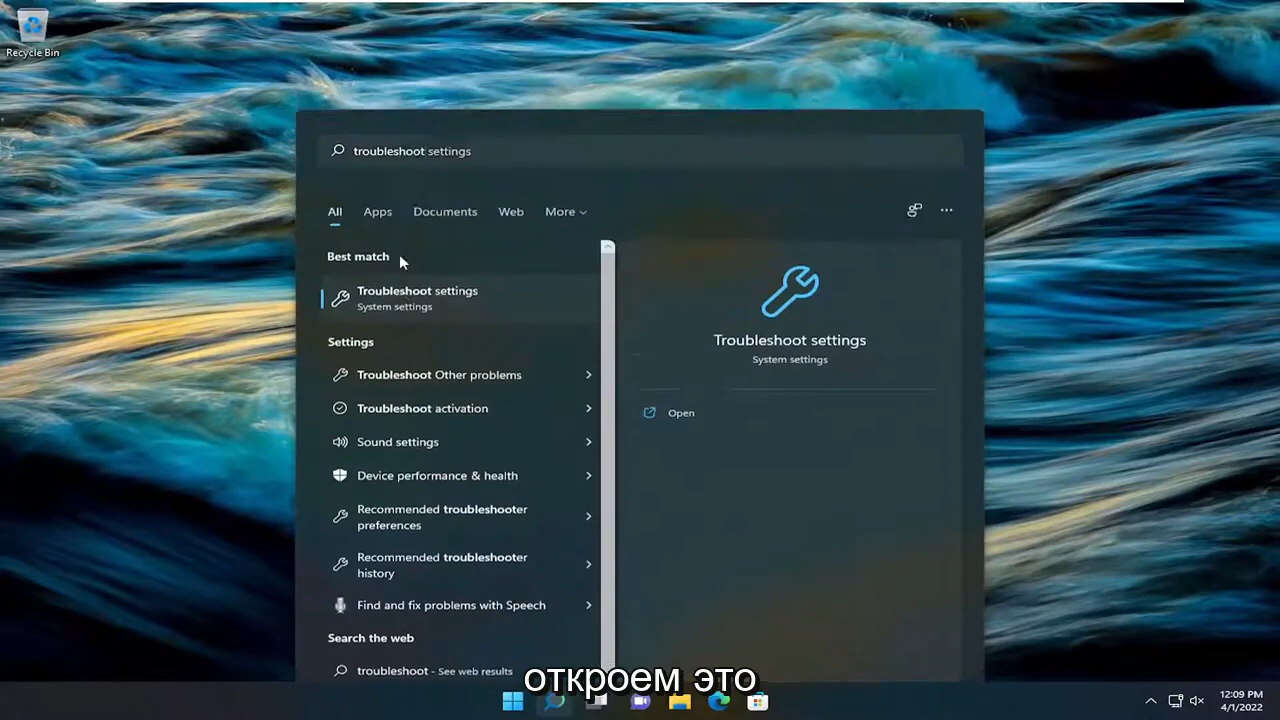 Recycle Bin
troubleshoot settings
All Apps Documents Web More
Best match
Troubleshoot settings
System settings
Settings
Troubleshoot Other problems
Troubleshoot activation
Sound settings
Device performance & health
Recommended troubleshooter
preferences
Recommended troubleshooter
history
Find and fix problems with Speech
Search the web
troubleshoot - See web results
Troubleshoot settings
System settings
Open
откроем это
12:09 PM
4/1/2022